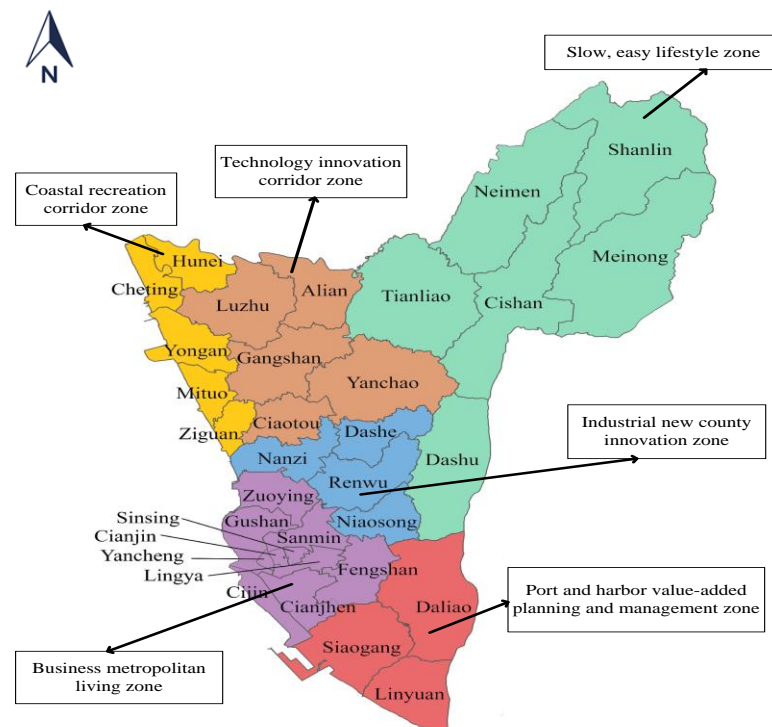 N
Slow, easy lifestyle zone
Technology innovation
corridor zone
Coastal recreation
corridor zone
Shanlin
Neimen
Meinong
Hunei
Alian
Cheting
Luzhu
Tianliao
Cishan
Yongan
Gangshan
Yanchao
Mituo
Ziguan
Ciaotou
Dashe
Industrial new county
innovation zone
Nanzi
Dashu
Renwu
Zuoying
Gushan
Niaosong
Sinsing
Sanmin
Cianjin
Yancheng
Lingya
Fengshan
Cijin
Cianjhen
Daliao
Port and harbor value-added
planning and management zone
Siaogang
Business metropolitan
living zone
Linyuan